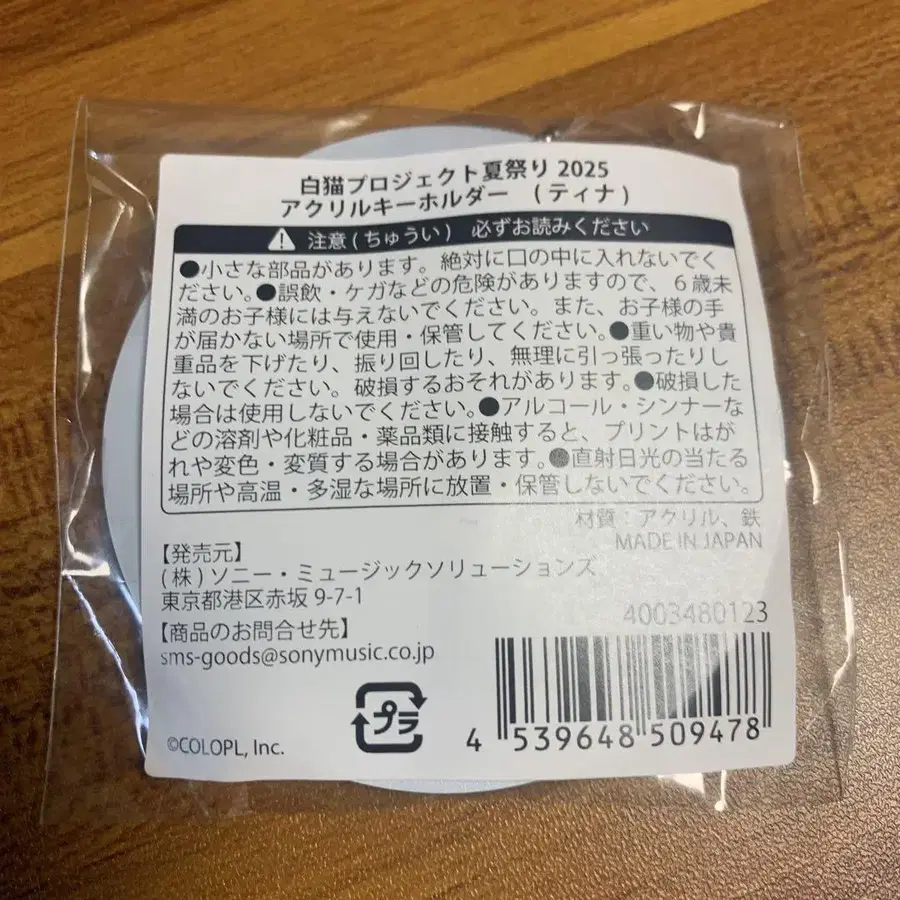 白猫プロジェクト夏祭り 2025
アクリルキーホルダー （ティナ）
注意(ちゅうい) 必ずお読みください
●小さな部品があります。絶対に口の中に入れないでく
ださい。●誤飲・ケガなどの危険がありますので、6歳未
満のお子様には与えないでください。また、お子様の手
が届かない場所で使用・保管してください。●重い物や貴
重品を下げたり、振り回したり、無理に引っ張ったりし
ないでください。破損するおそれがあります。●破損した
場合は使用しないでください。●アルコール・シンナーな
どの溶剤や化粧品・薬品類に接触すると、プリントはが
れや変色・変質する場合があります。●直射日光の当たる
場所や高温・多湿な場所に放置・保管しないでください。
材質：アクリル、鉄
MADE IN JAPAN
【発売元】
(株)ソニー・ミュージックソリューションズ
東京都港区赤坂 9-7-1
4003480123
【商品のお問合せ先】
sms-goods@sonymusic.co.jp
プラ
©COLOPL, Inc.
4 539648 509478